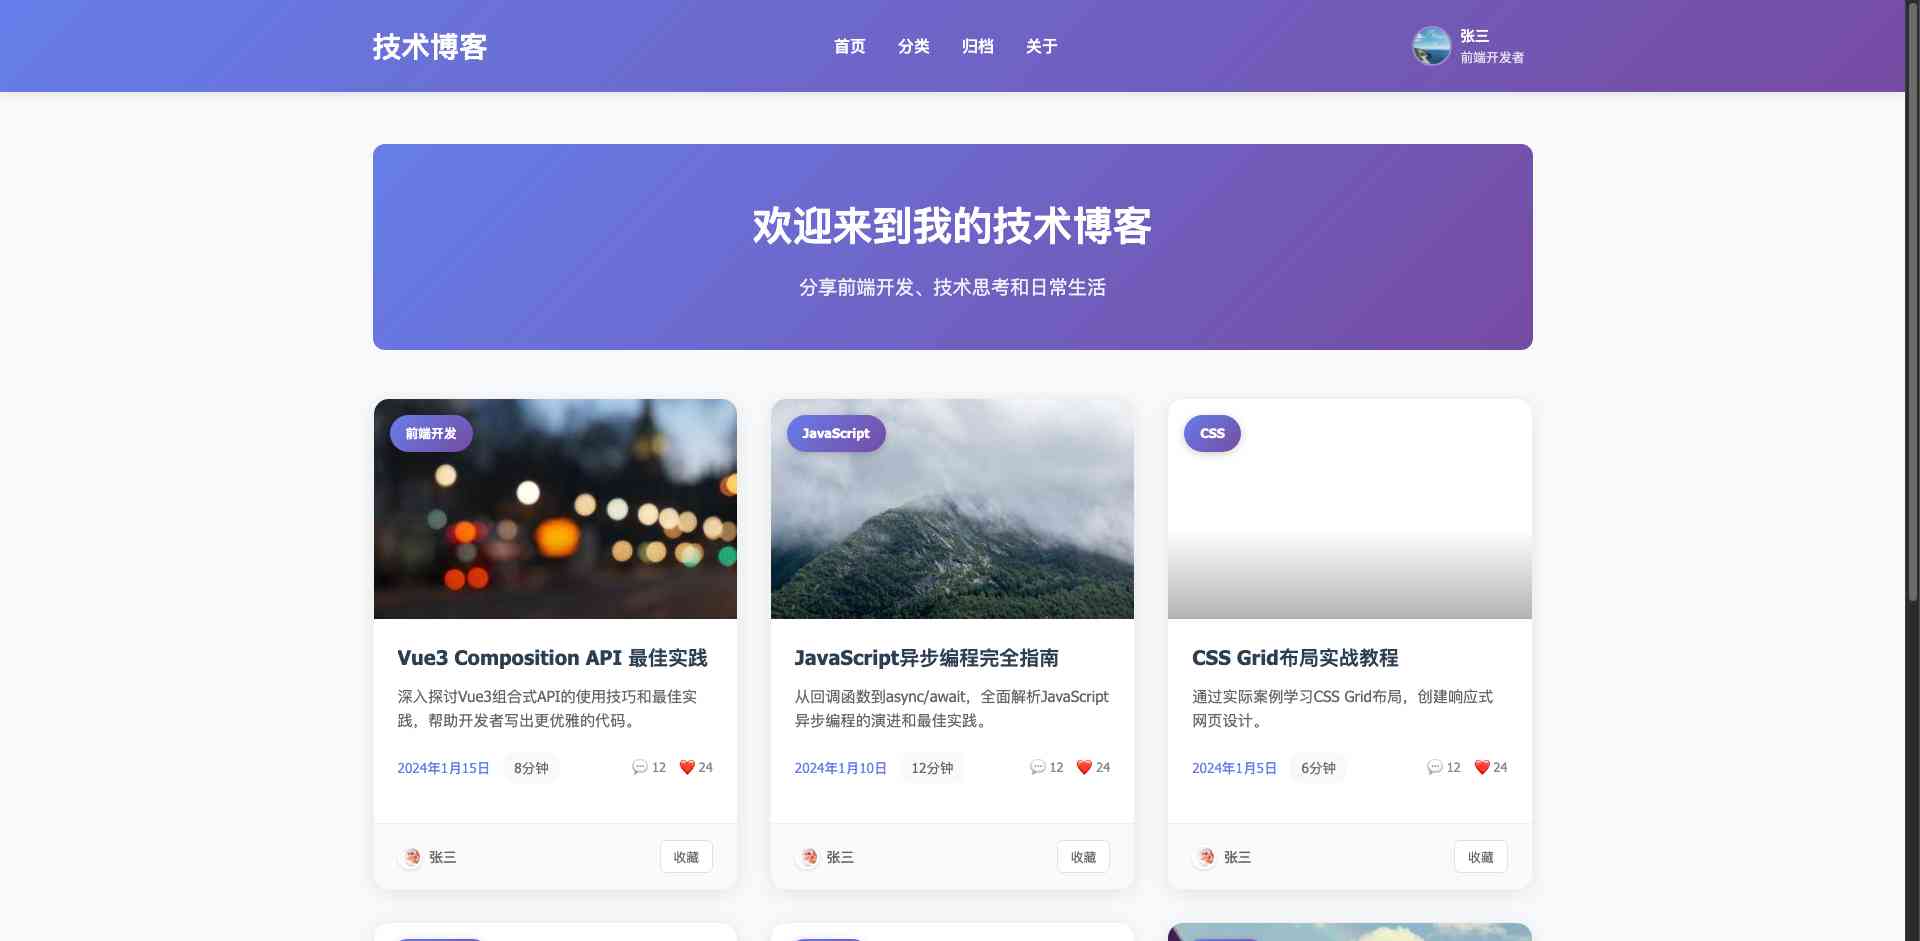 技术博客
首页 分类 归档 关于
张三
前端开发者
欢迎来到我的技术博客
分享前端开发、技术思考和日常生活
前端开发
Vue3 Composition API 最佳实践
深入探讨Vue3组合式API的使用技巧和最佳实
践，帮助开发者写出更优雅的代码。
2024年1月15日 8分钟 12 24
张三 收藏
JavaScript
JavaScript异步编程完全指南
从回调函数到async/await，全面解析JavaScript
异步编程的演进和最佳实践。
2024年1月10日 12分钟 12 24
张三 收藏
CSS
CSS Grid布局实战教程
通过实际案例学习CSS Grid布局，创建响应式
网页设计。
2024年1月5日 6分钟 12 24
张三 收藏